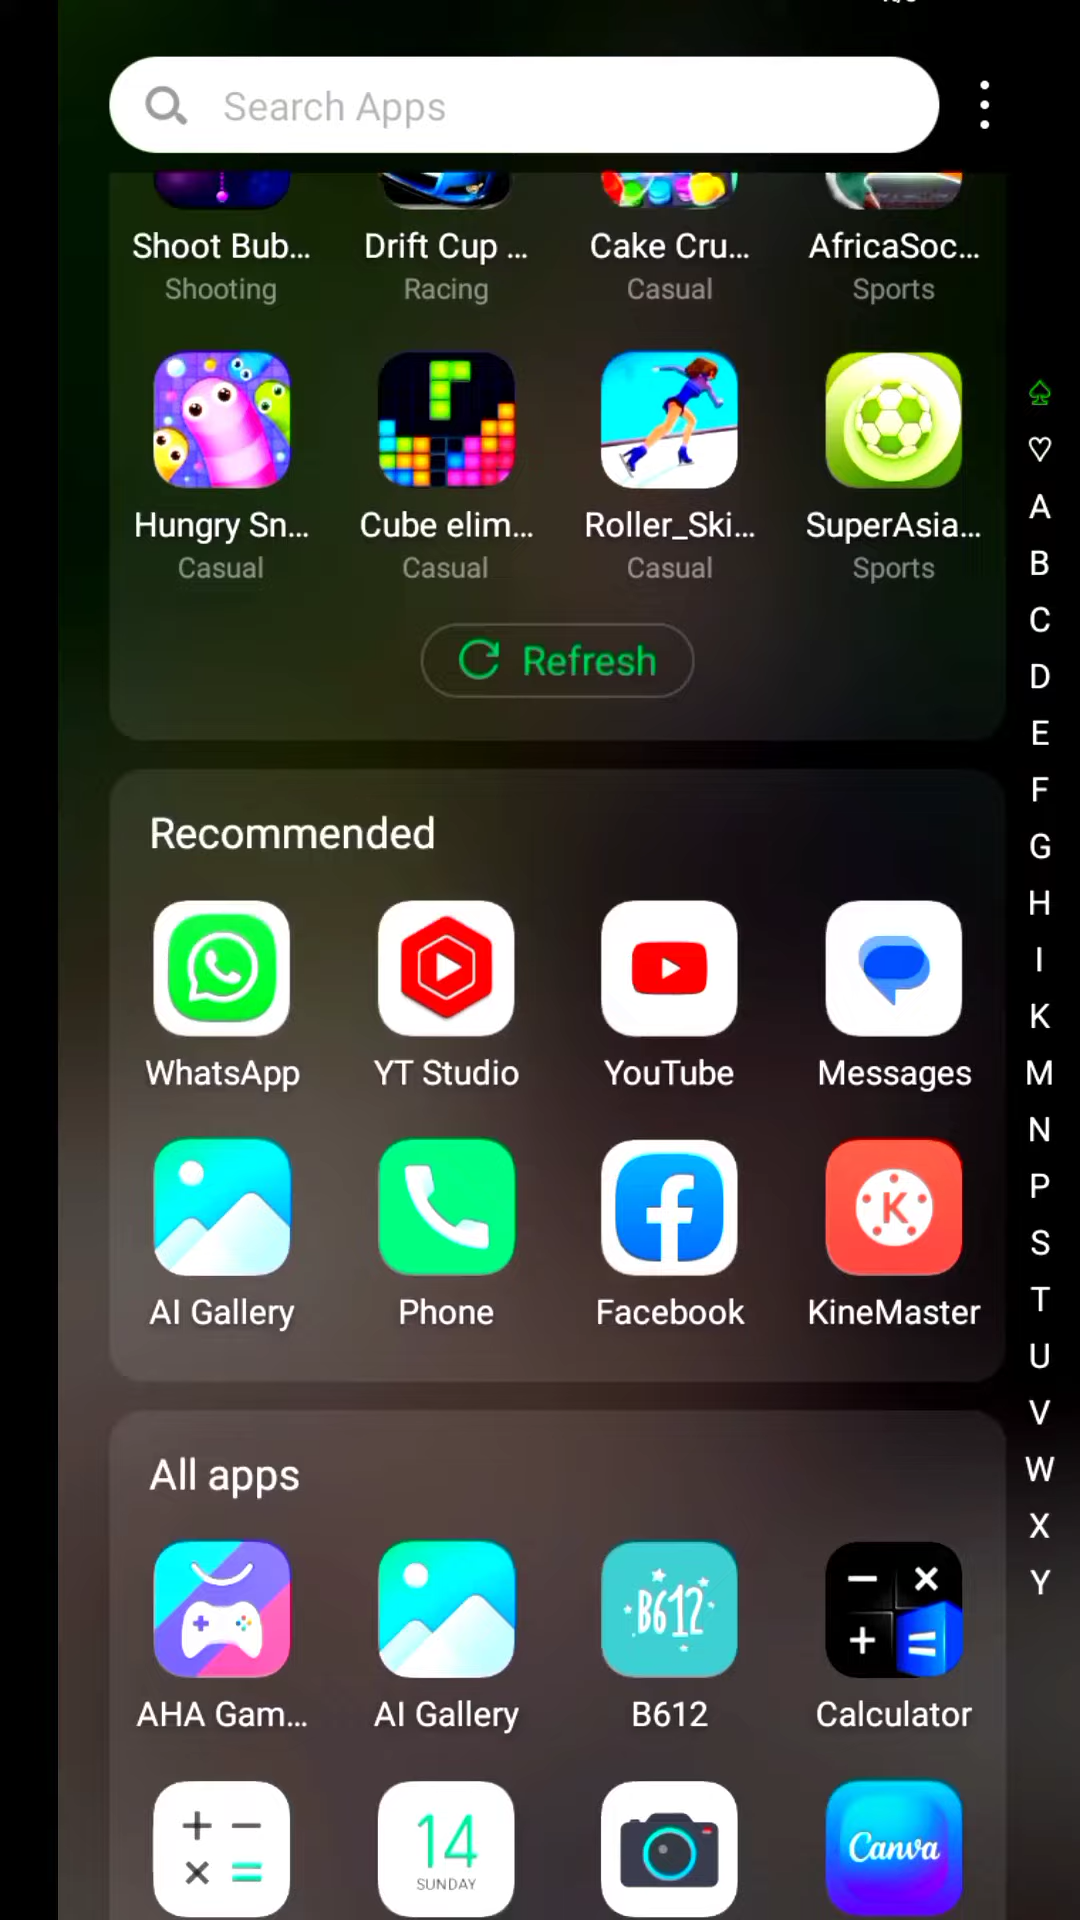 Search Apps
Shoot Bub... Drift Cup ... Cake Cru... AfricaSoc...
Shooting Racing Casual Sports
Hungry Sn... Cube elim... Roller_Ski... SuperAsia...
Casual Casual Casual Sports
Refresh
Recommended
WhatsApp YT Studio YouTube Messages
K
AI Gallery Phone Facebook KineMaster
All apps
B612
AHA Gam... AI Gallery B612 Calculator
14
SUNDAY
Canva
A
B
C
D
E
F
G
H
I
K
M
N
P
S
T
U
V
W
X
Y